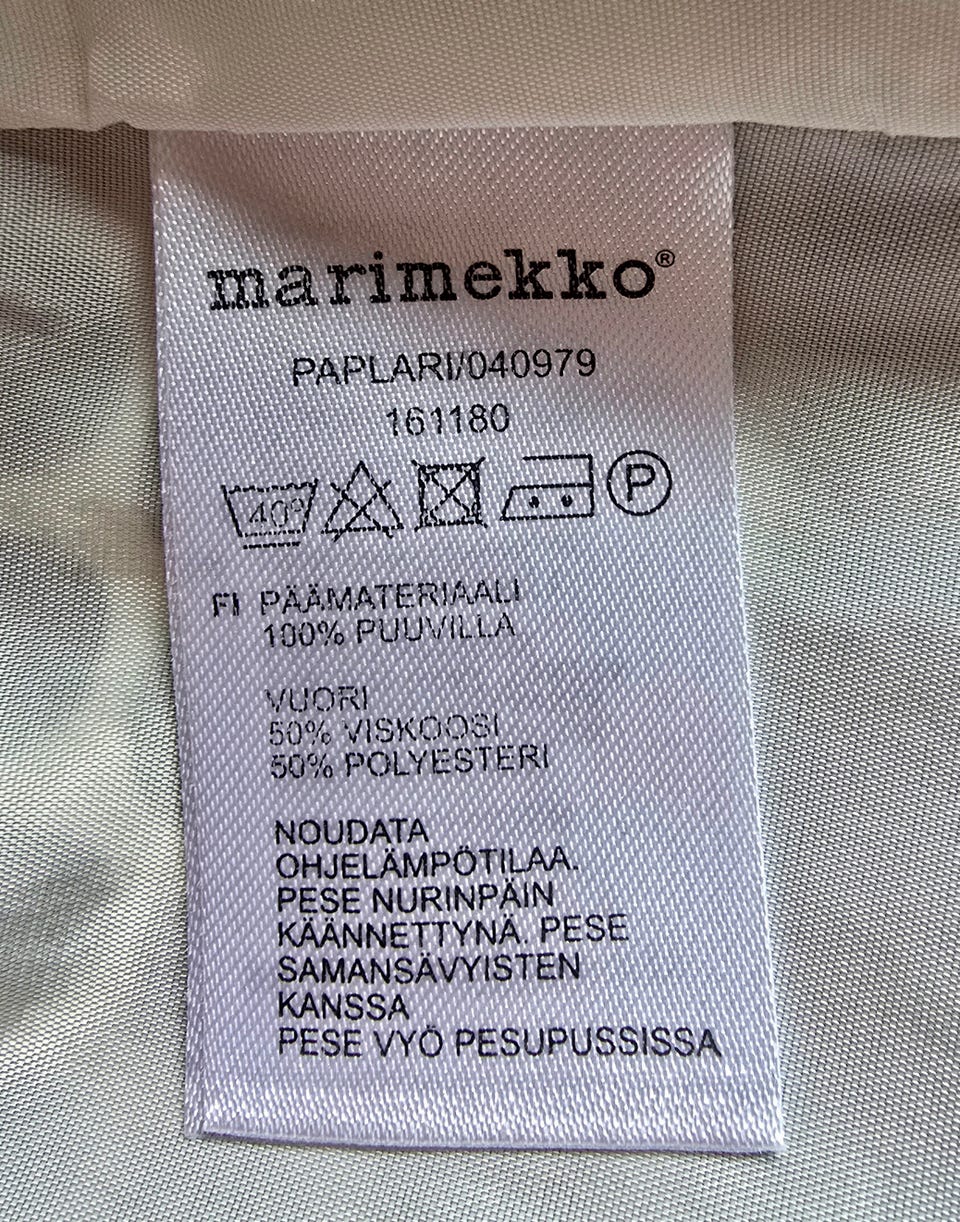 marimekko®
PAPLARI/040979
161180
40° P
FI PÄÄMATERIAALI
100% PUUVILLA
VUORI
50% VISKOOSI
50% POLYESTERI
NOUDATA
OHJELÄMPÖTILAA.
PESE NURINPÄIN
KÄÄNNETTYNÄ. PESE
SAMANSÄVYISTEN
KANSSA
PESE VYÖ PESUPUSSISSA